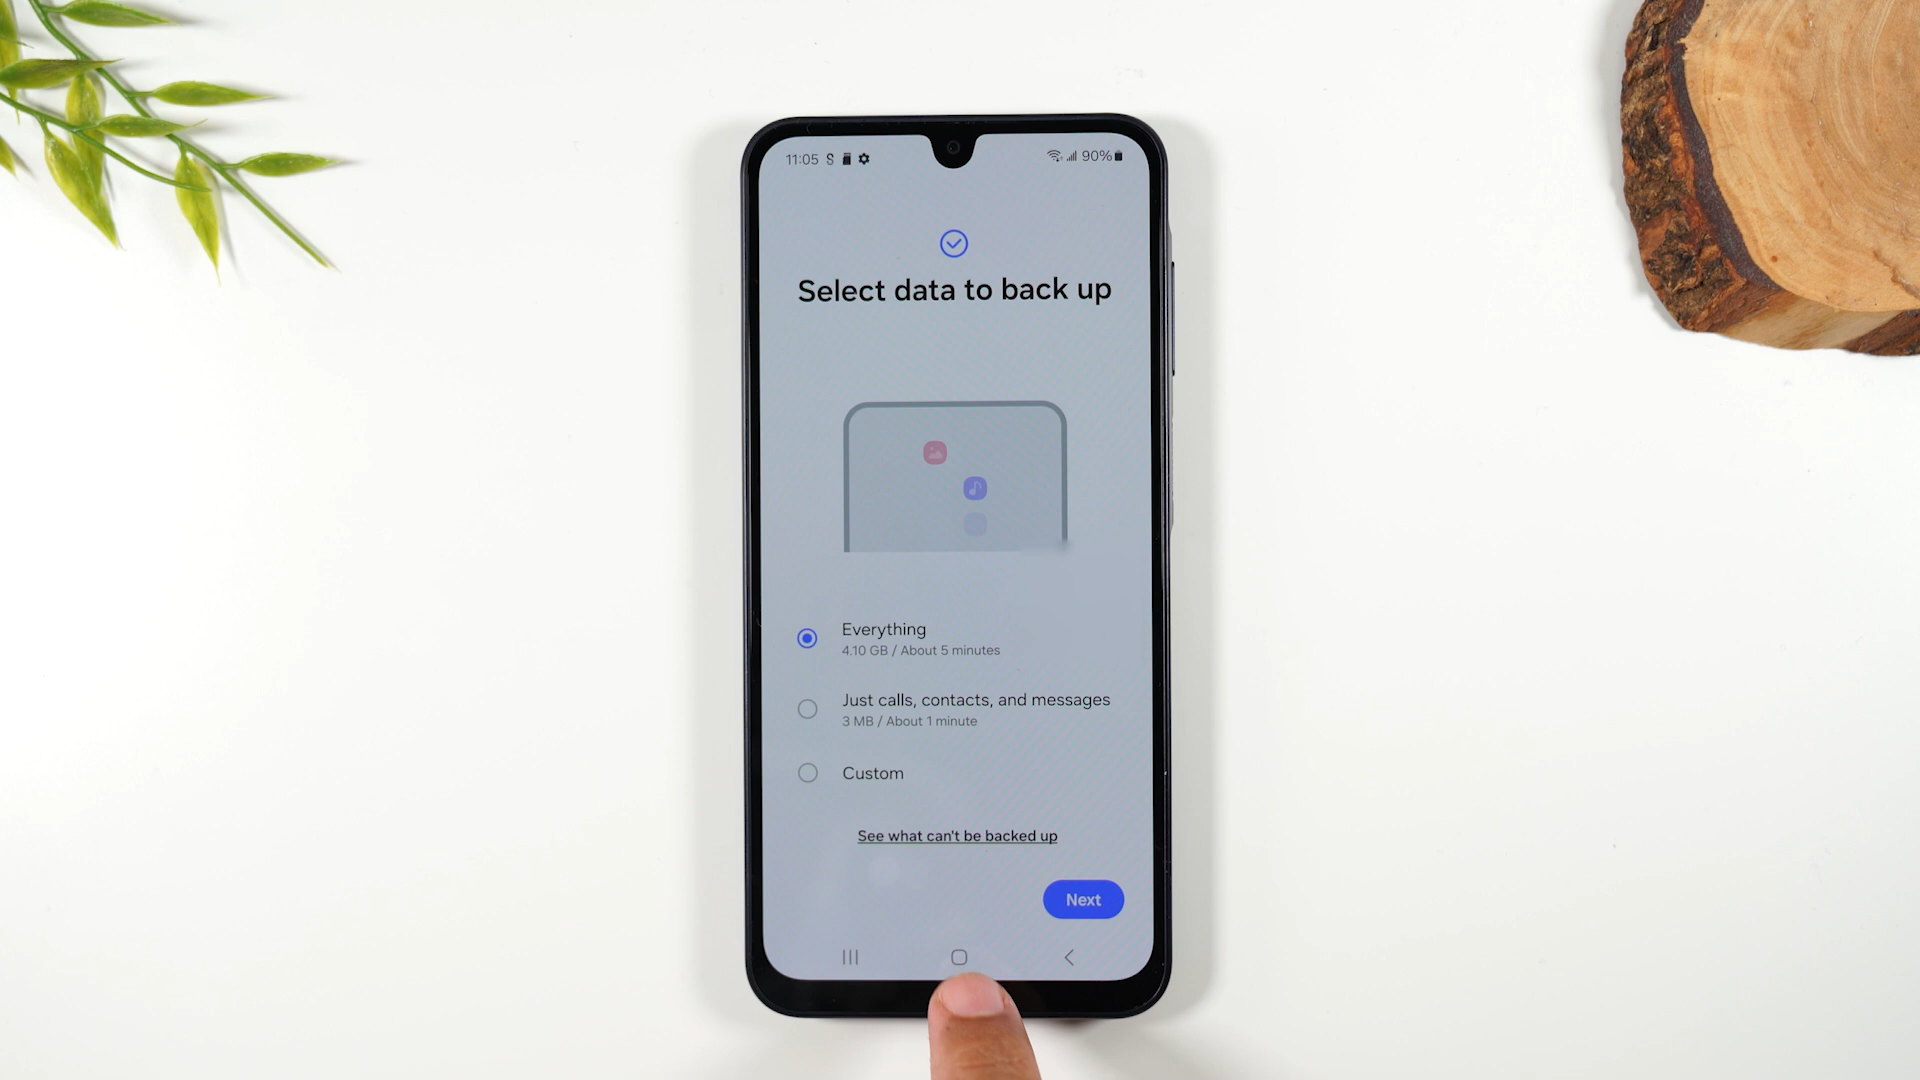 11:05
90%
Select data to back up
Everything
4.10 GB / About 5 minutes
Just calls, contacts, and messages
3 MB / About 1 minute
Custom
See what can't be backed up
Next